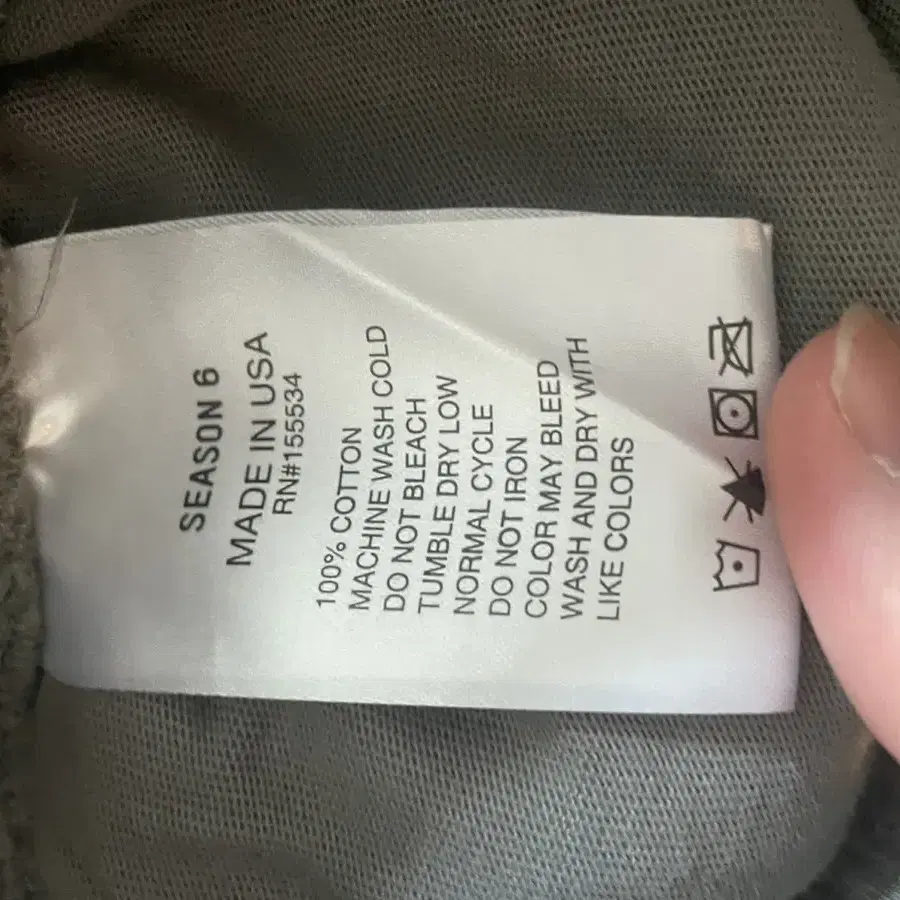 SEASON 6
MADE IN USA
RN#155534
100% COTTON
MACHINE WASH COLD
DO NOT BLEACH
TUMBLE DRY LOW
NORMAL CYCLE
DO NOT IRON
COLOR MAY BLEED
WASH AND DRY WITH
LIKE COLORS